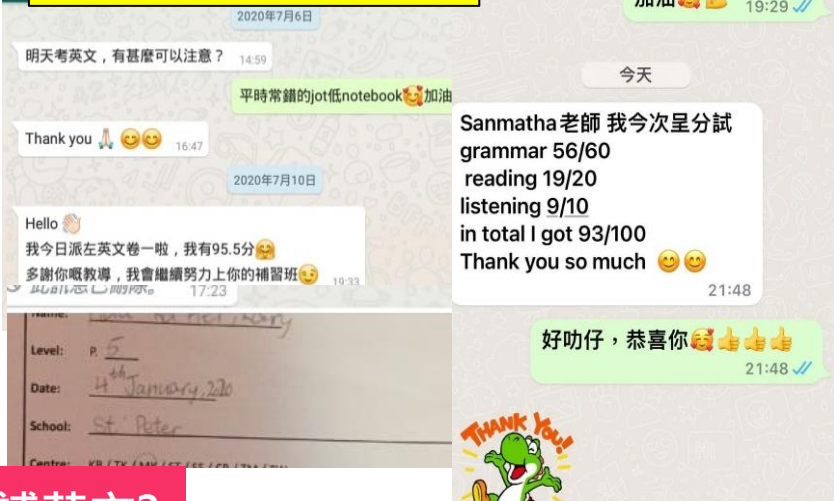 2020年7月6日
明天考英文，有甚麼可以注意？ 14:59
平時常錯的jot低notebook🥰加油
Thank you 🙏🏻 😊😊 16:47
2020年7月10日
Hello 👋🏻
我今日派左英文卷一啦，我有95.5分🤗
多謝你嘅教導，我會繼續努力上你的補習班😉 19:33
此訊息已刪除。 17:23
Name:
Level: P. 5
Date: 4th January, 2020
School: St. Peter
Centre:
加油🥰💪 19:29
今天
Sanmatha老師 我今次呈分試
grammar 56/60
reading 19/20
listening 9/10
in total I got 93/100
Thank you so much 😊😊
21:48
好叻仔，恭喜你🥰👍👍👍
21:48
THANK YOU!